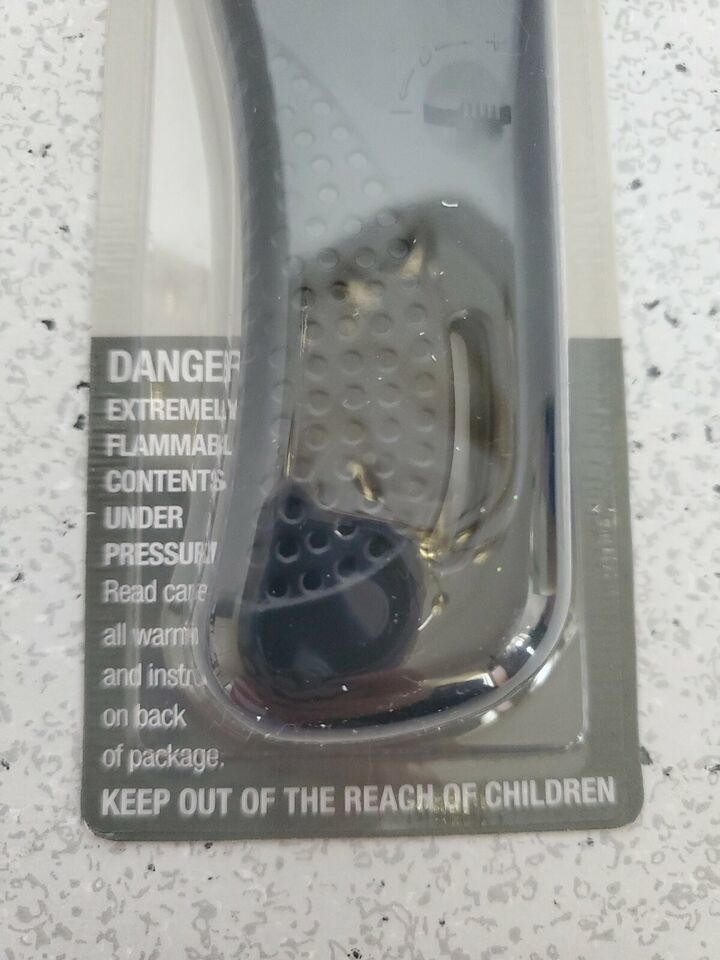 DANGER
EXTREMELY
FLAMMABL
CONTENTS
UNDER
PRESSUR
Read care
all warn
and instru
on back
of package.
KEEP OUT OF THE REACH OF CHILDREN